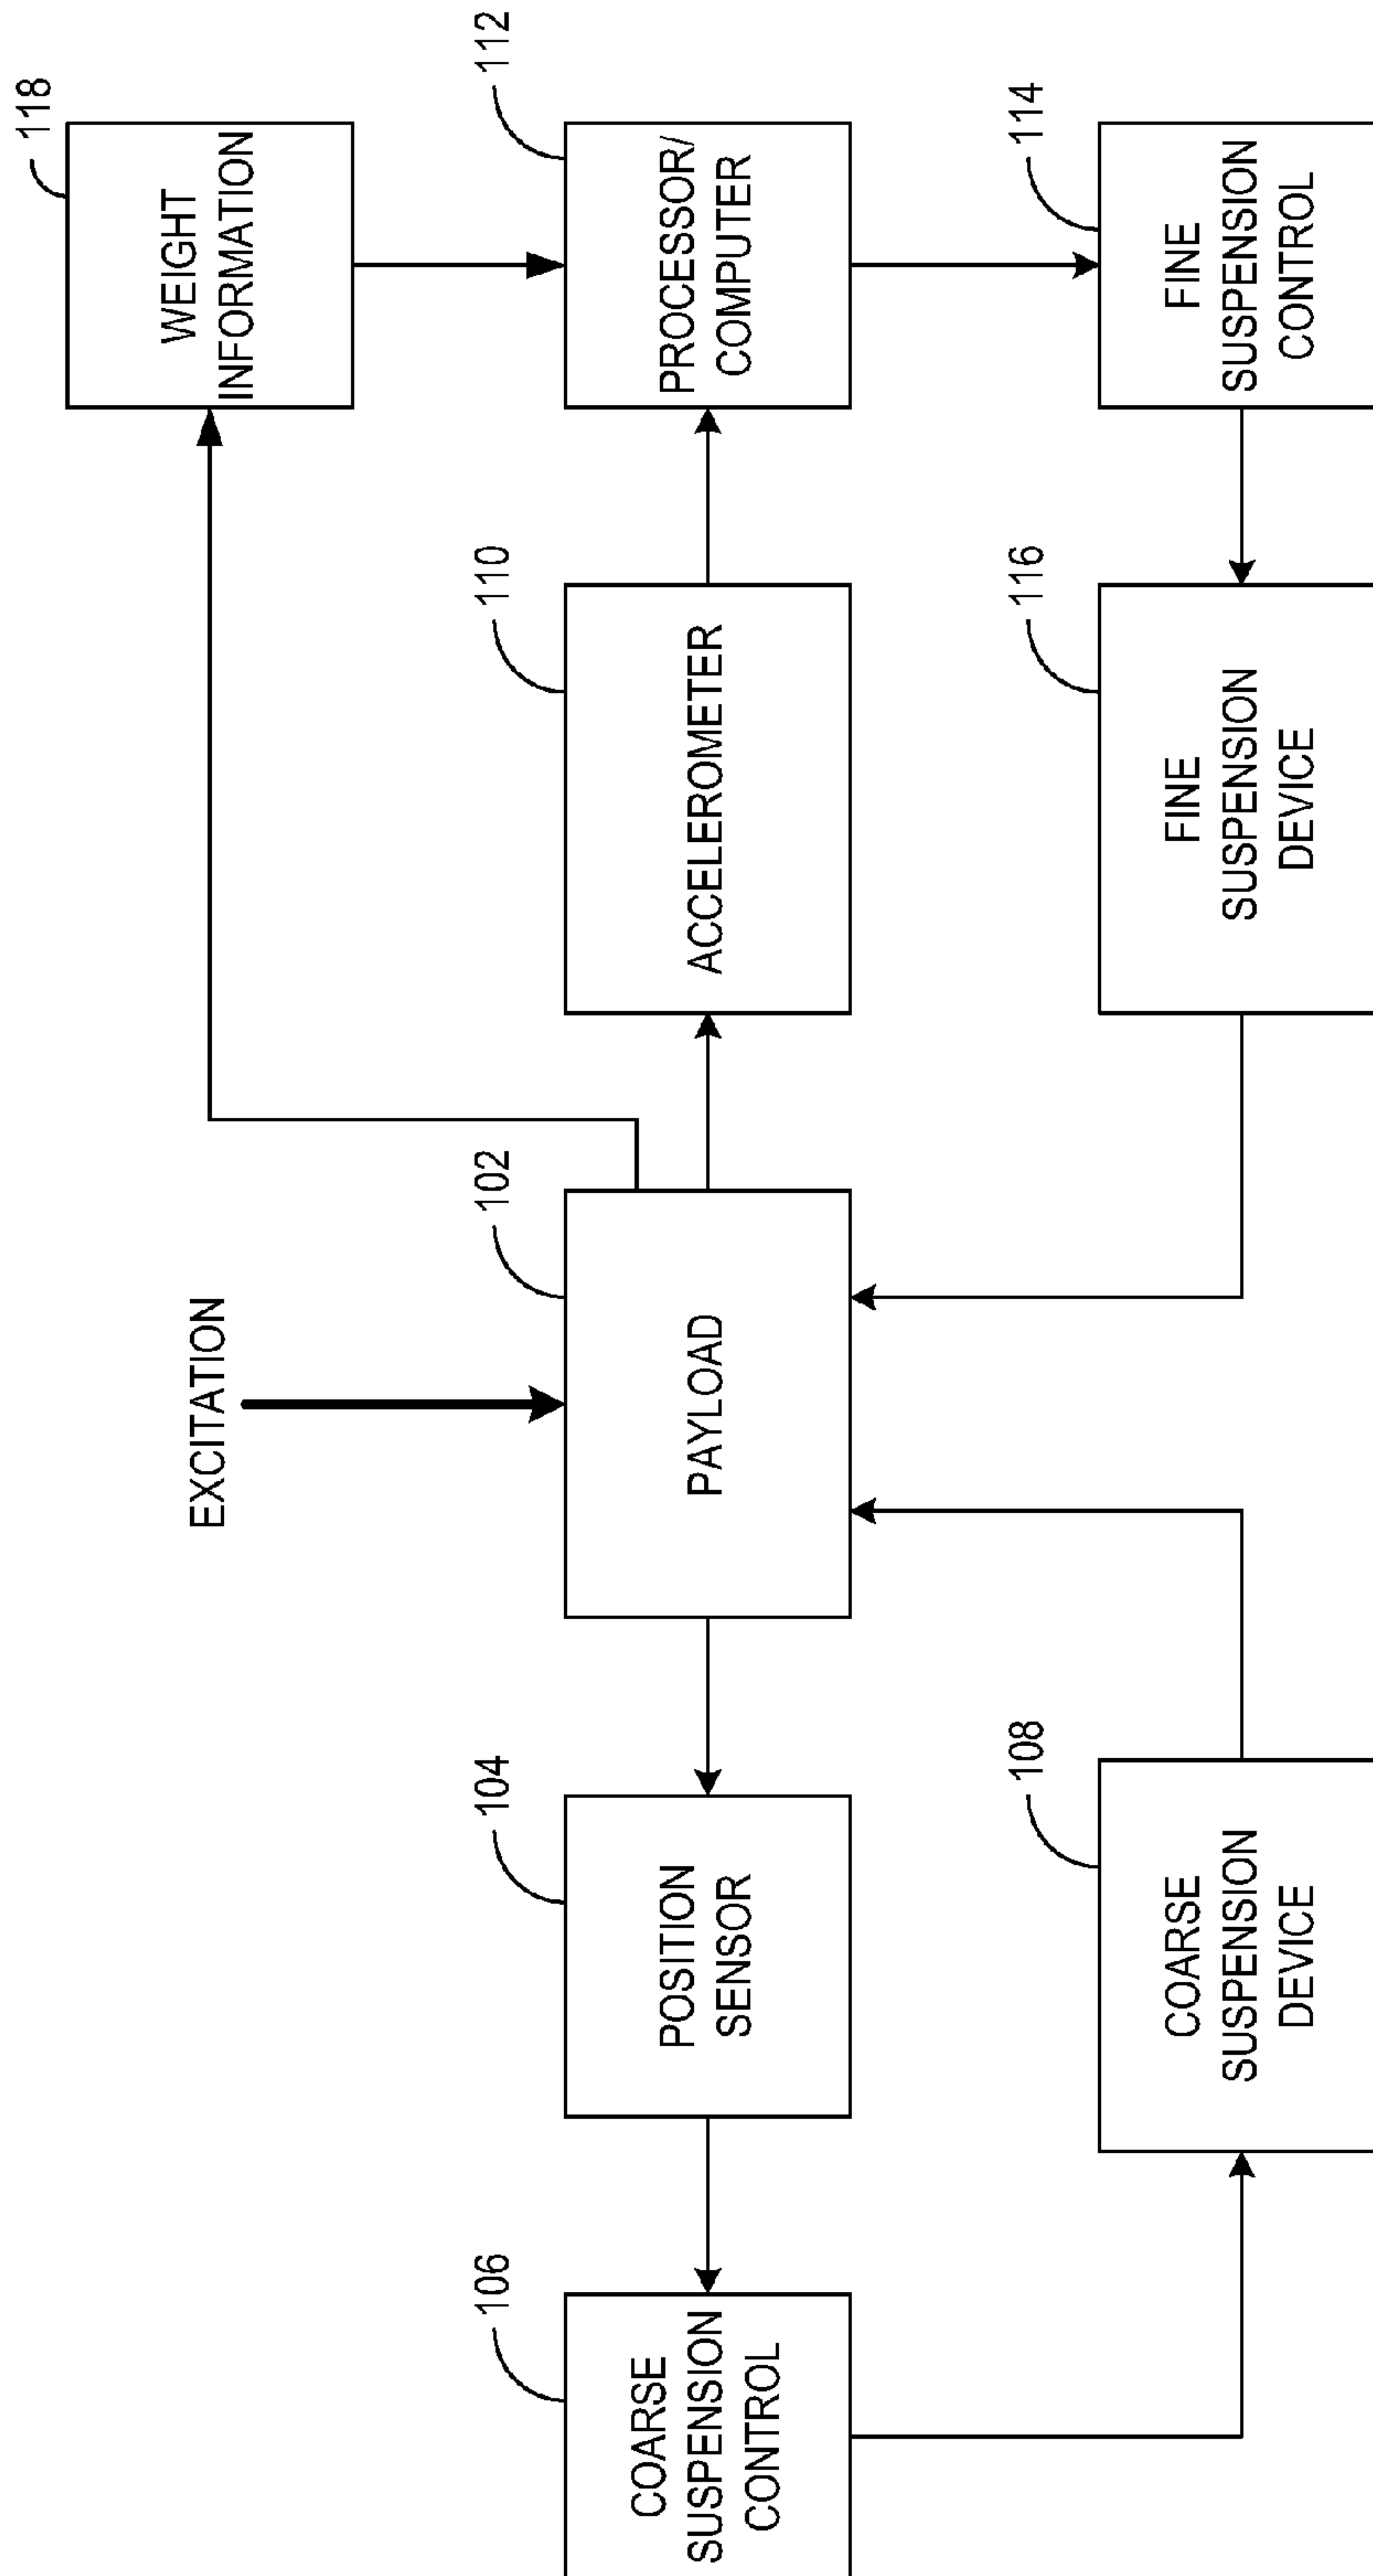 118
WEIGHT
INFORMATION
EXCITATION
106
COARSE
SUSPENSION
CONTROL
104
POSITION
SENSOR
102
PAYLOAD
110
ACCELEROMETER
112
PROCESSOR/
COMPUTER
108
COARSE
SUSPENSION
DEVICE
116
FINE
SUSPENSION
DEVICE
114
FINE
SUSPENSION
CONTROL